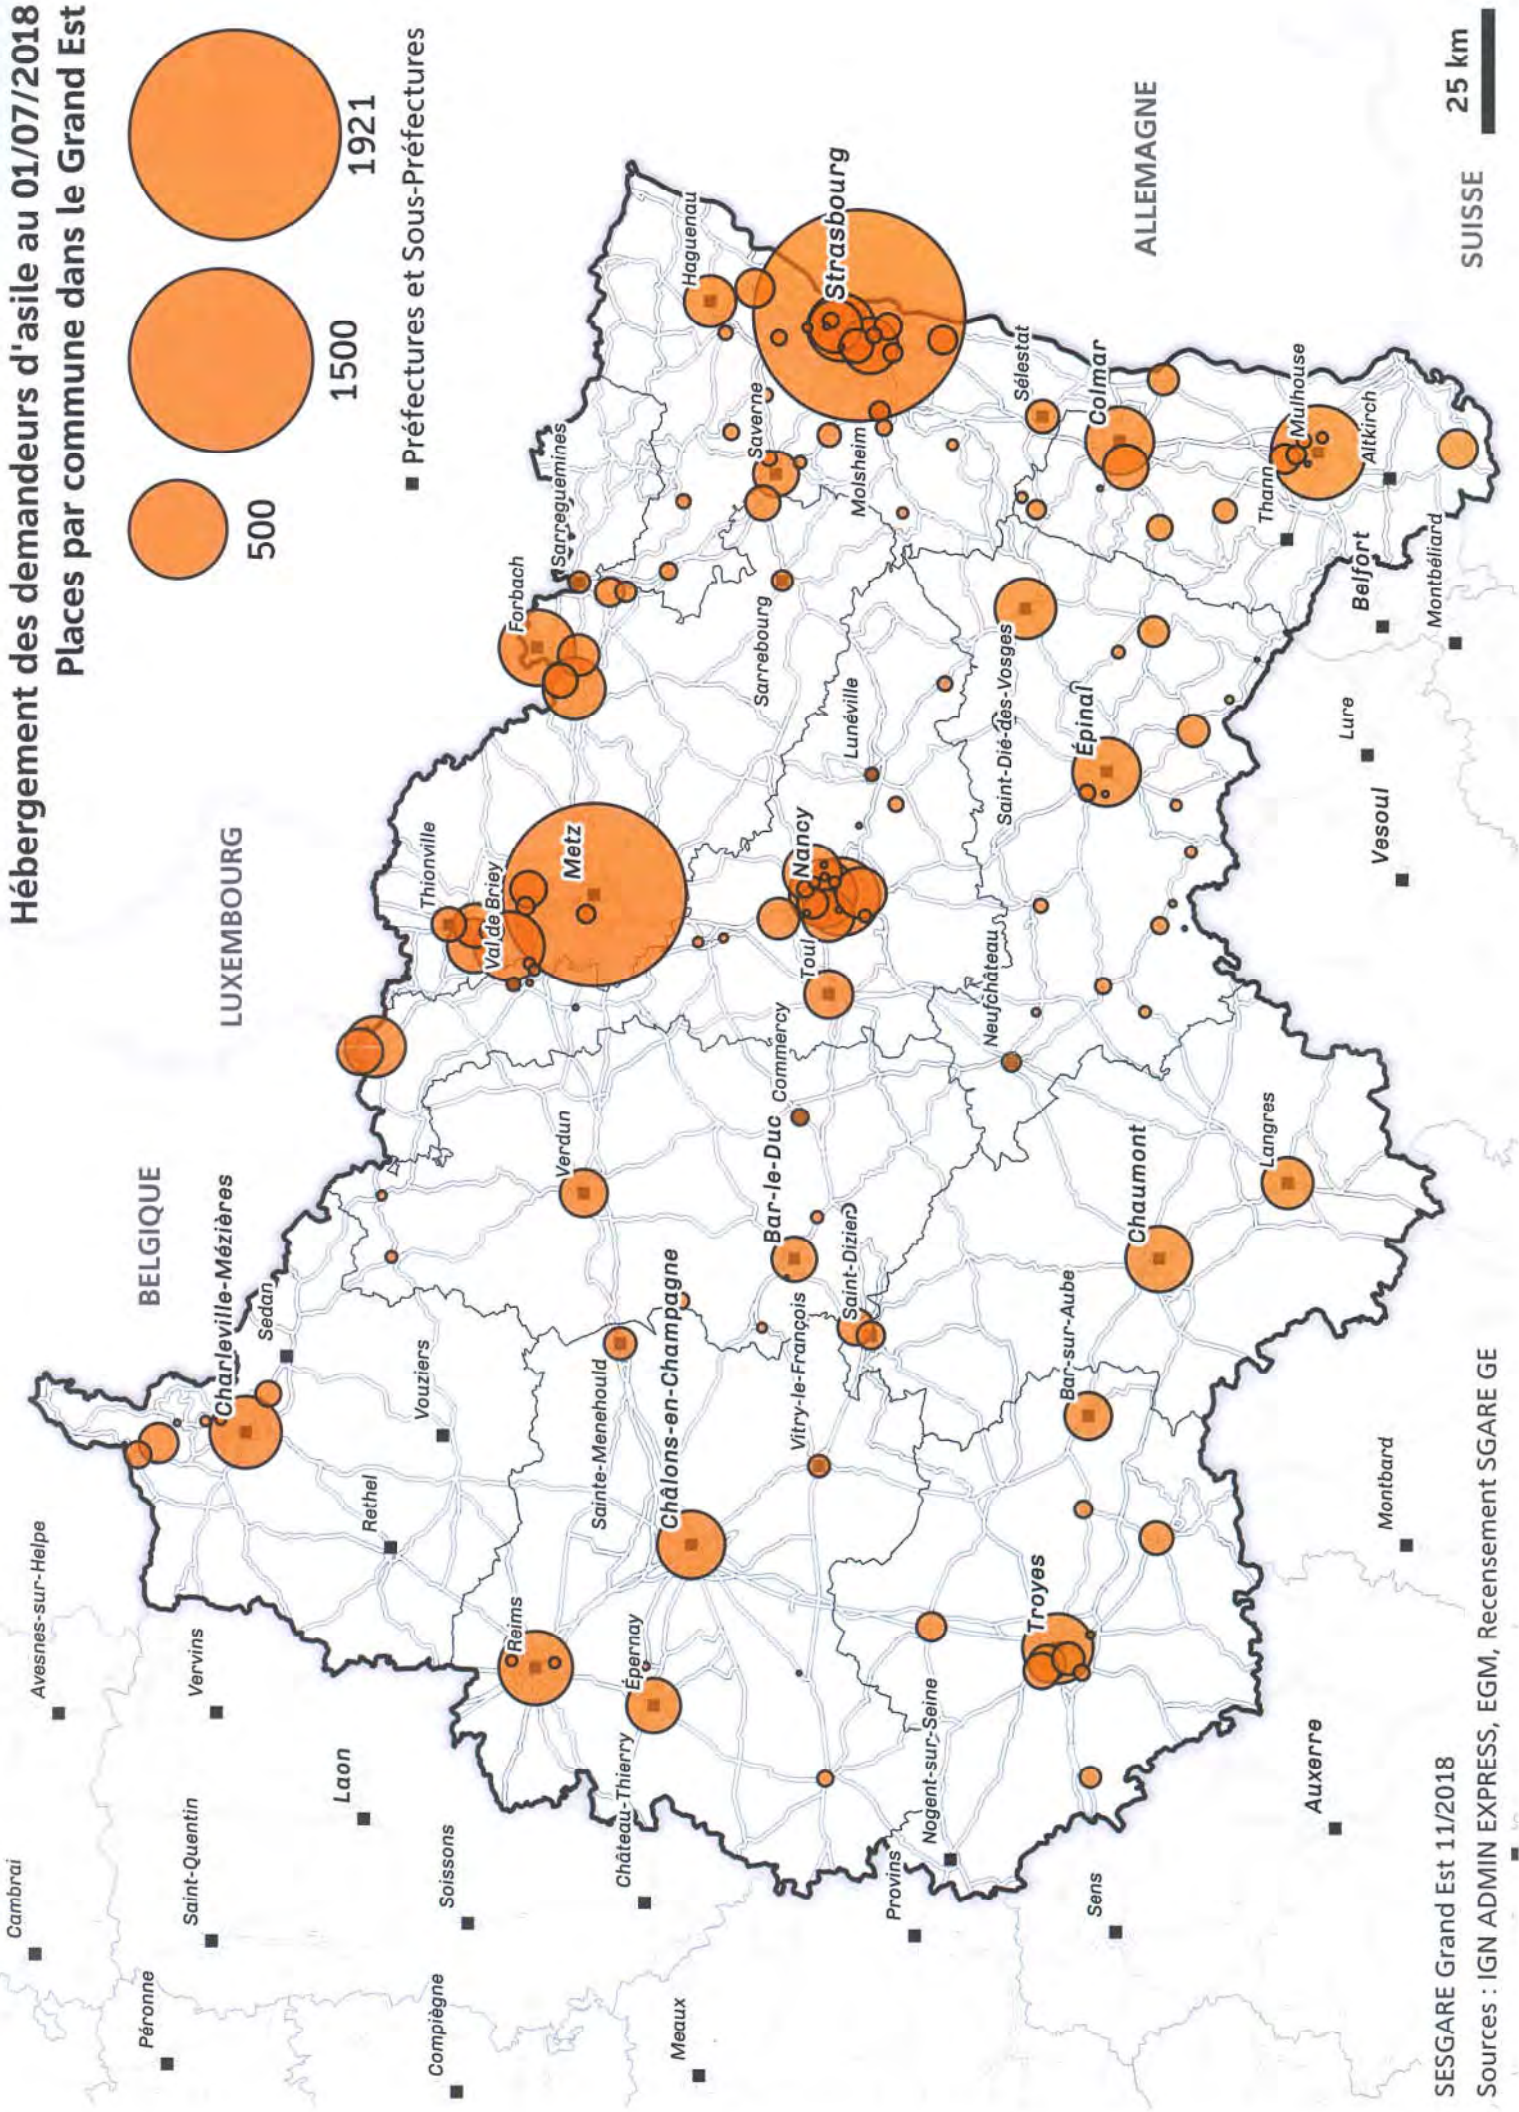 Hébergement des demandeurs d'asile au 01/07/2018
Places par commune dans le Grand Est
500
1500
1921
Préfectures et Sous-Préfectures
BELGIQUE
LUXEMBOURG
ALLEMAGNE
SUISSE
25 km
Cambrai
Péronne
Avesnes-sur-Helpe
Saint-Quentin
Vervins
Laon
Compiègne
Soissons
Château-Thierry
Meaux
Provins
Sens
Auxerre
Montbard
Charleville-Mézières
Sedan
Rethel
Vouziers
Reims
Épernay
Sainte-Menehould
Châlons-en-Champagne
Vitry-le-François
Nogent-sur-Seine
Troyes
Bar-sur-Aube
Chaumont
Langres
Saint-Dizier
Bar-le-Duc
Verdun
Commercy
Neufchâteau
Toul
Nancy
Lunéville
Thionville
Val de Briey
Metz
Forbach
Sarreguemines
Sarrebourg
Saint-Dié-des-Vosges
Épinal
Haguenau
Saverne
Strasbourg
Molsheim
Sélestat
Colmar
Thann
Mulhouse
Altkirch
Belfort
Montbéliard
Lure
Vesoul
SESGARE Grand Est 11/2018
Sources : IGN ADMIN EXPRESS, EGM, Recensement SGARE GE